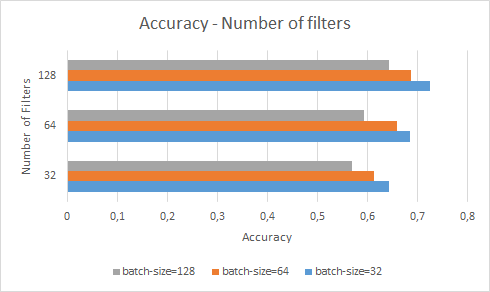 Accuracy - Number of filters
Number of Filters
128
64
32
0 0,1 0,2 0,3 0,4 0,5 0,6 0,7 0,8
Accuracy
batch-size=128 batch-size=64 batch-size=32